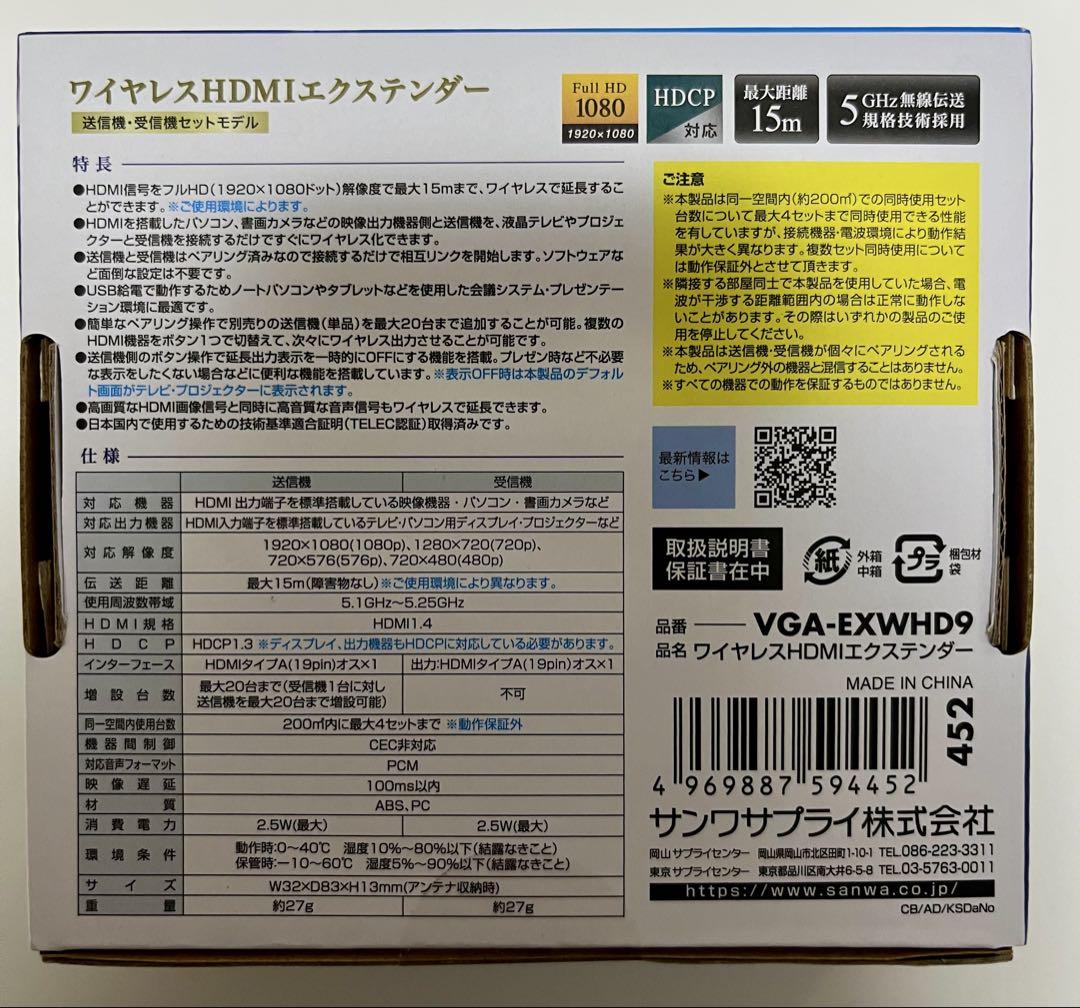 ワイヤレスHDMIエクステンダー
送信機・受信機セットモデル
Full HD
1080
1920×1080
HDCP
対応
最大距離
15m
5GHz無線伝送
規格技術採用
特長
●HDMI信号をフルHD(1920×1080ドット)解像度で最大15mまで、ワイヤレスで延長するこ
とができます。※ご使用環境によります。
●HDMIを搭載したパソコン、書画カメラなどの映像出力機器側と送信機を、液晶テレビやプロジェ
クターと受信機を接続するだけですぐにワイヤレス化できます。
●送信機と受信機はペアリング済みなので接続するだけで相互リンクを開始します。ソフトウェアな
ど面倒な設定は不要です。
●USB給電で動作するためノートパソコンやタブレットなどを使用した会議システム・プレゼンテー
ション環境に最適です。
●簡単なペアリング操作で別売りの送信機(単品)を最大20台まで追加することが可能。複数の
HDMI機器をボタン1つで切替えて、次々にワイヤレス出力させることが可能です。
●送信機側のボタン操作で延長出力表示を一時的にOFFにする機能を搭載。プレゼン時など不必要
な表示をしたくない場合などに便利な機能を搭載しています。※表示OFF時は本製品のデフォル
ト画面がテレビ・プロジェクターに表示されます。
●高画質なHDMI画像信号と同時に高音質な音声信号もワイヤレスで延長できます。
●日本国内で使用するための技術基準適合証明(TELEC認証)取得済みです。
仕様
送信機 受信機
対応機器 HDMI出力端子を標準搭載している映像機器・パソコン・書画カメラなど
対応出力機器 HDMI入力端子を標準搭載しているテレビ・パソコン用ディスプレイ・プロジェクターなど
対応解像度 1920×1080(1080p)、1280×720(720p)、
720×576(576p)、720×480(480p)
伝送距離 最大15m(障害物なし)※ご使用環境により異なります。
使用周波数帯域 5.1GHz～5.25GHz
HDMI規格 HDMI1.4
HDCP HDCP1.3 ※ディスプレイ、出力機器もHDCPに対応している必要があります。
インターフェース HDMIタイプA(19pin)オス×1 出力:HDMIタイプA(19pin)オス×1
増設台数 最大20台まで(受信機1台に対し
送信機を最大20台まで増設可能) 不可
同一空間内使用台数 200㎡内に最大4セットまで ※動作保証外
機器間制御 CEC非対応
対応音声フォーマット PCM
映像遅延 100ms以内
材質 ABS、PC
消費電力 2.5W(最大) 2.5W(最大)
環境条件 動作時:0～40℃ 湿度10%～80%以下(結露なきこと)
保管時:－10～60℃ 湿度5%～90%以下(結露なきこと)
サイズ W32×D83×H13mm(アンテナ収納時)
重量 約27g 約27g
ご注意
※本製品は同一空間内(約200㎡)での同時使用セット
台数について最大4セットまで同時使用できる性能
を有していますが、接続機器・電波環境により動作結
果が大きく異なります。複数セット同時使用について
は動作保証外とさせて頂きます。
※隣接する部屋同士で本製品を使用していた場合、電
波が干渉する距離範囲内の場合は正常に動作しな
いことがあります。その際はいずれかの製品のご使
用を停止してください。
※本製品は送信機・受信機が個々にペアリングされる
ため、ペアリング外の機器と混信することはありません。
※すべての機器での動作を保証するものではありません。
最新情報は
こちら▶
取扱説明書
保証書在中
紙
外箱
中箱
プラ
梱包材
袋
品番 VGA-EXWHD9
品名 ワイヤレスHDMIエクステンダー
MADE IN CHINA
452
4 969887 594452
サンワサプライ株式会社
岡山サプライセンター 岡山県岡山市北区田町1-10-1 TEL.086-223-3311
東京サプライセンター 東京都品川区南大井6-5-8 TEL.03-5763-0011
https://www.sanwa.co.jp/
CB/AD/KSDaNo